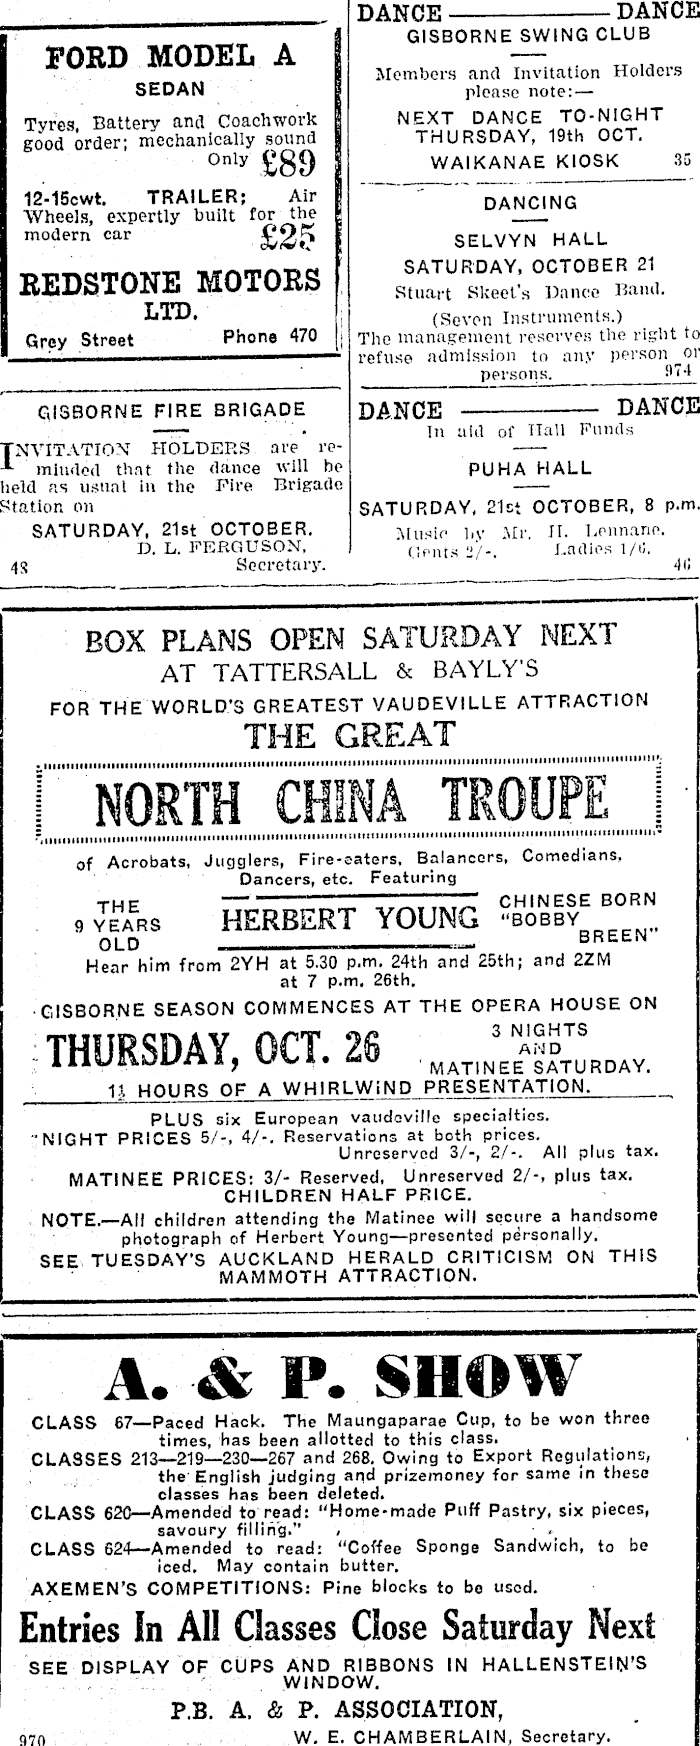 FORD MODEL A
SEDAN
Tyres, Battery and Coachwork
good order; mechanically sound
Only £89
12-15cwt. TRAILER; Air
Wheels, expertly built for the
modern car £25
REDSTONE MOTORS
LTD.
Grey Street Phone 470
GISBORNE FIRE BRIGADE
INVITATION HOLDERS are re-
minded that the dance will be
held as usual in the Fire Brigade
Station on
SATURDAY, 21st OCTOBER.
D. L. FERGUSON,
48 Secretary.
DANCE DANCE
GISBORNE SWING CLUB
Members and Invitation Holders
please note:—
NEXT DANCE TO-NIGHT
THURSDAY, 19th OCT.
WAIKANAE KIOSK 35
DANCING
SELVYN HALL
SATURDAY, OCTOBER 21
Stuart Skeet's Dance Band.
(Seven Instruments.)
The management reserves the right to
refuse admission to any person or
persons. 974
DANCE DANCE
In aid of Hall Funds
PUHA HALL
SATURDAY, 21st OCTOBER, 8 p.m.
Music by Mr. H. Lennane.
Gents 2/-. Ladies 1/6.
46
BOX PLANS OPEN SATURDAY NEXT
AT TATTERSALL & BAYLY'S
FOR THE WORLD'S GREATEST VAUDEVILLE ATTRACTION
THE GREAT
NORTH CHINA TROUPE
of Acrobats, Jugglers, Fire-eaters, Balancers, Comedians,
Dancers, etc. Featuring
THE
9 YEARS
OLD
HERBERT YOUNG
CHINESE BORN
"BOBBY
BREEN"
Hear him from 2YH at 5.30 p.m. 24th and 25th; and 2ZM
at 7 p.m. 26th.
GISBORNE SEASON COMMENCES AT THE OPERA HOUSE ON
THURSDAY, OCT. 26
3 NIGHTS
AND
MATINEE SATURDAY.
1½ HOURS OF A WHIRLWIND PRESENTATION.
PLUS six European vaudeville specialties.
NIGHT PRICES 5/-, 4/-. Reservations at both prices.
Unreserved 3/-, 2/-. All plus tax.
MATINEE PRICES: 3/- Reserved, Unreserved 2/-, plus tax.
CHILDREN HALF PRICE.
NOTE.—All children attending the Matinee will secure a handsome
photograph of Herbert Young—presented personally.
SEE TUESDAY'S AUCKLAND HERALD CRITICISM ON THIS
MAMMOTH ATTRACTION.
A. & P. SHOW
CLASS 67—Paced Hack. The Maungaparae Cup, to be won three
times, has been allotted to this class.
CLASSES 213—219—230—267 and 268. Owing to Export Regulations,
the English judging and prizemoney for same in these
classes has been deleted.
CLASS 620—Amended to read: "Home-made Puff Pastry, six pieces,
savoury filling."
CLASS 624—Amended to read: "Coffee Sponge Sandwich, to be
iced. May contain butter.
AXEMEN'S COMPETITIONS: Pine blocks to be used.
Entries In All Classes Close Saturday Next
SEE DISPLAY OF CUPS AND RIBBONS IN HALLENSTEIN'S
WINDOW.
P.B. A. & P. ASSOCIATION,
970 W. E. CHAMBERLAIN, Secretary.